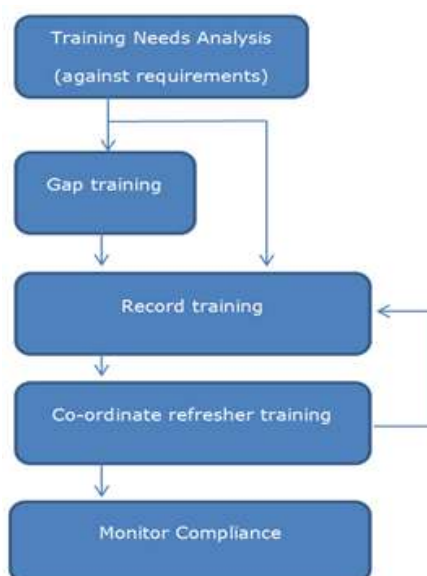 Training Needs Analysis
(against requirements)
Gap training
Record training
Co-ordinate refresher training
Monitor Compliance